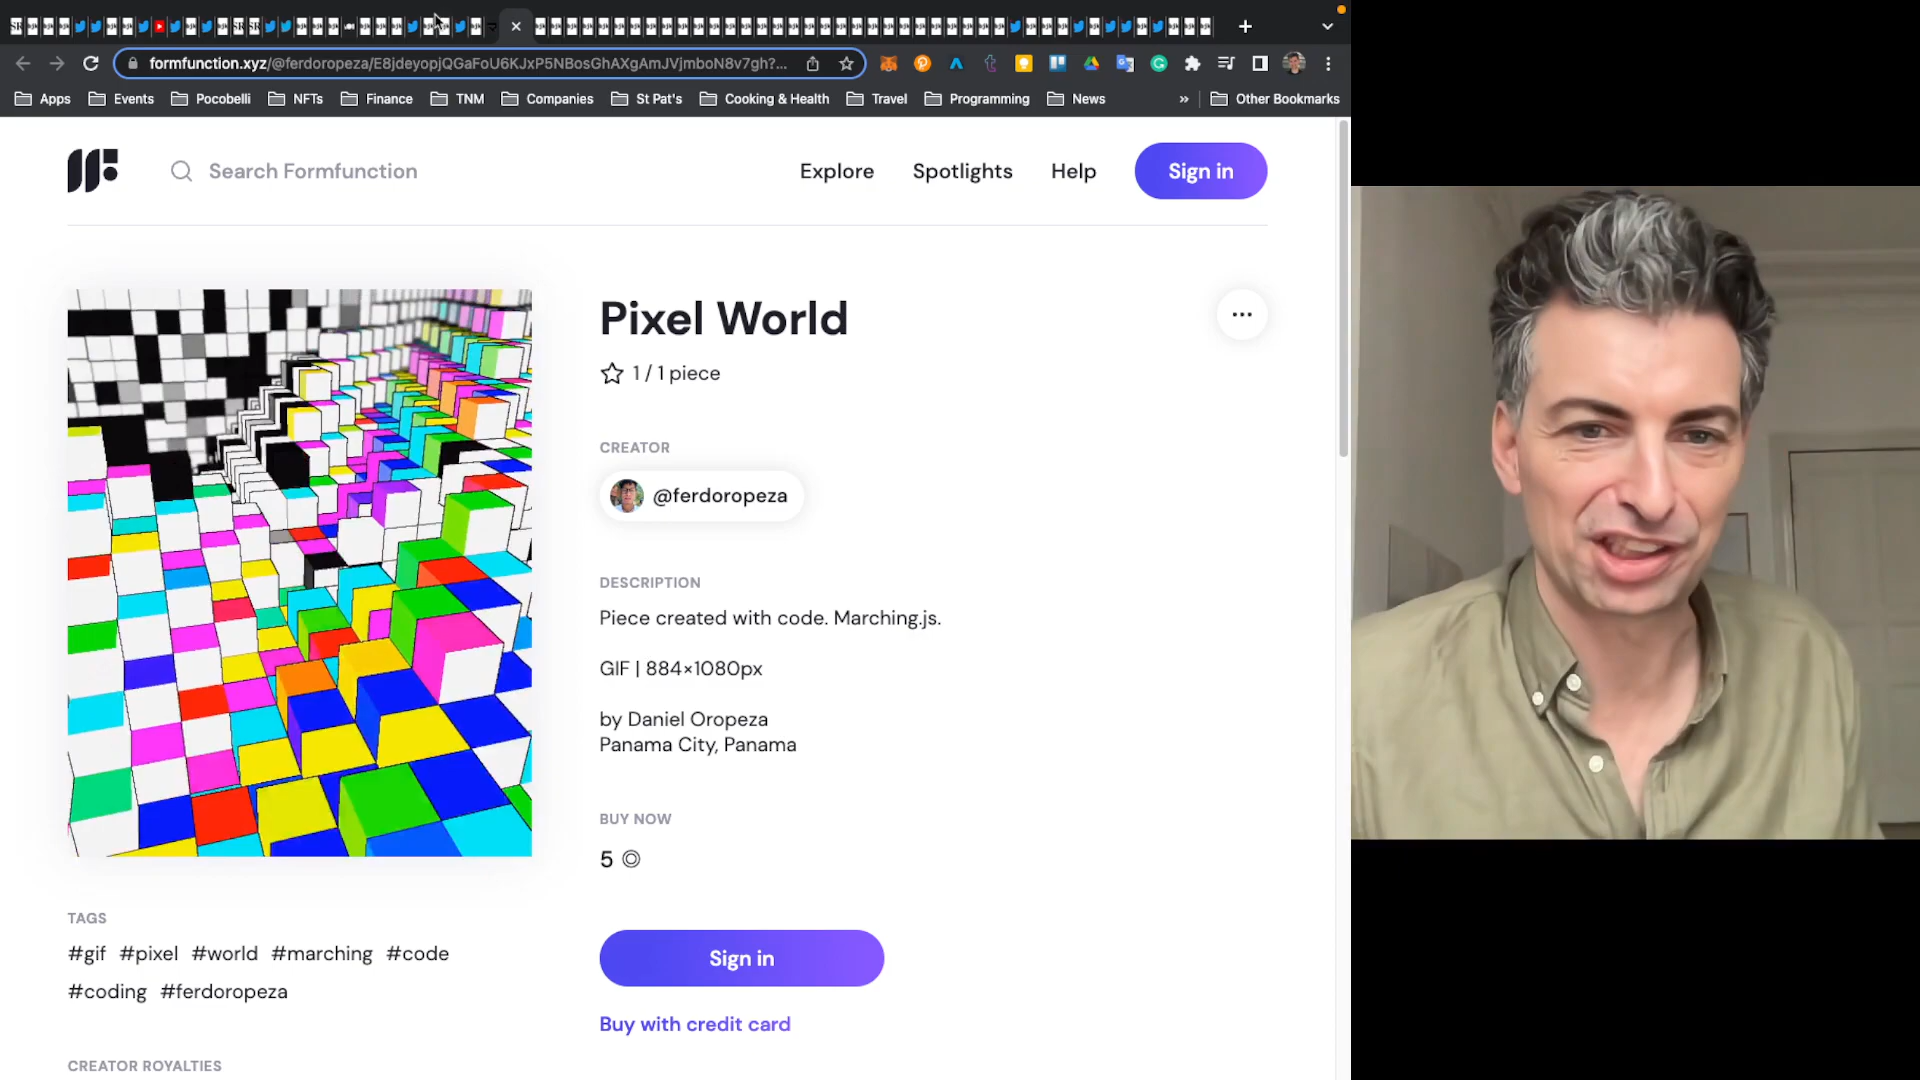 formfunction.xyz/@ferdoropeza/E8jdeyopjQGaFoU6KJxP5NBosGhAXgAmJVjmboN8v7gh?...
Apps Events Pocobelli NFTs Finance TNM Companies St Pat's Cooking & Health Travel Programming News » Other Bookmarks
Search Formfunction Explore Spotlights Help Sign in
Pixel World
1 / 1 piece
CREATOR
@ferdoropeza
DESCRIPTION
Piece created with code. Marching.js.
GIF | 884×1080px
by Daniel Oropeza
Panama City, Panama
BUY NOW
5
Sign in
Buy with credit card
TAGS
#gif #pixel #world #marching #code
#coding #ferdoropeza
CREATOR ROYALTIES